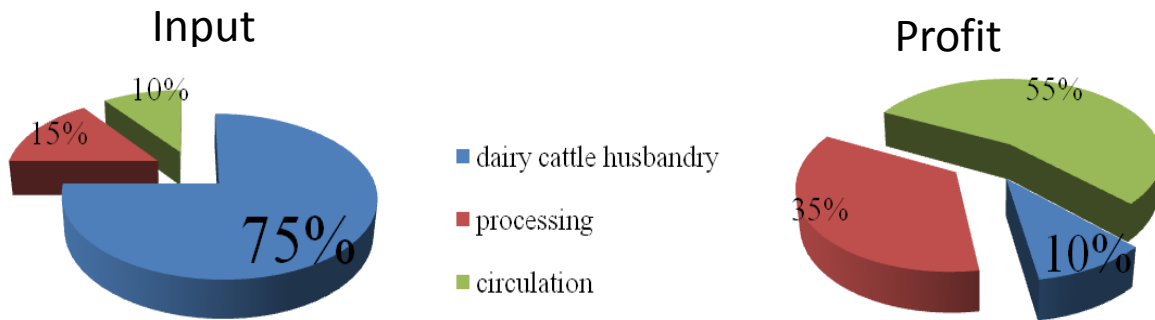 Input
10%
15%
75%
dairy cattle husbandry
processing
circulation
Profit
55%
35%
10%